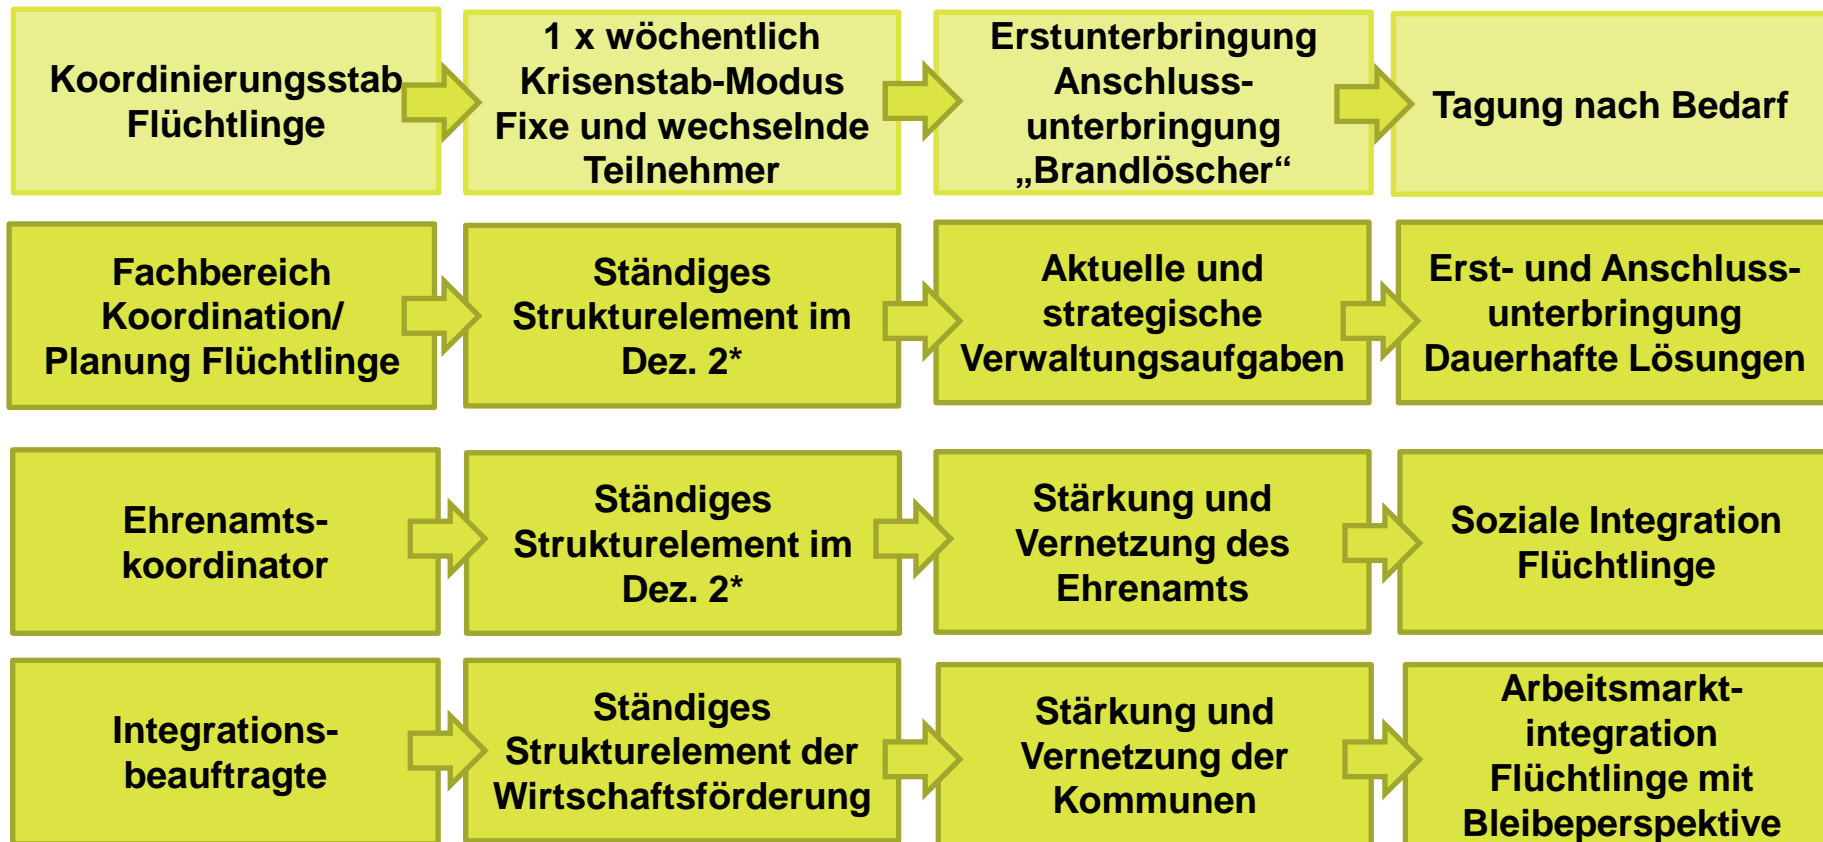 Koordinierungsstab
Flüchtlinge
1 x wöchentlich
Krisenstab-Modus
Fixe und wechselnde
Teilnehmer
Erstunterbringung
Anschluss-
unterbringung
„Brandlöscher“
Tagung nach Bedarf
Fachbereich
Koordination/
Planung Flüchtlinge
Ständiges
Strukturelement im
Dez. 2*
Aktuelle und
strategische
Verwaltungsaufgaben
Erst- und Anschluss-
unterbringung
Dauerhafte Lösungen
Ehrenamts-
koordinator
Ständiges
Strukturelement im
Dez. 2*
Stärkung und
Vernetzung des
Ehrenamts
Soziale Integration
Flüchtlinge
Integrations-
beauftragte
Ständiges
Strukturelement der
Wirtschaftsförderung
Stärkung und
Vernetzung der
Kommunen
Arbeitsmarkt-
integration
Flüchtlinge mit
Bleibeperspektive